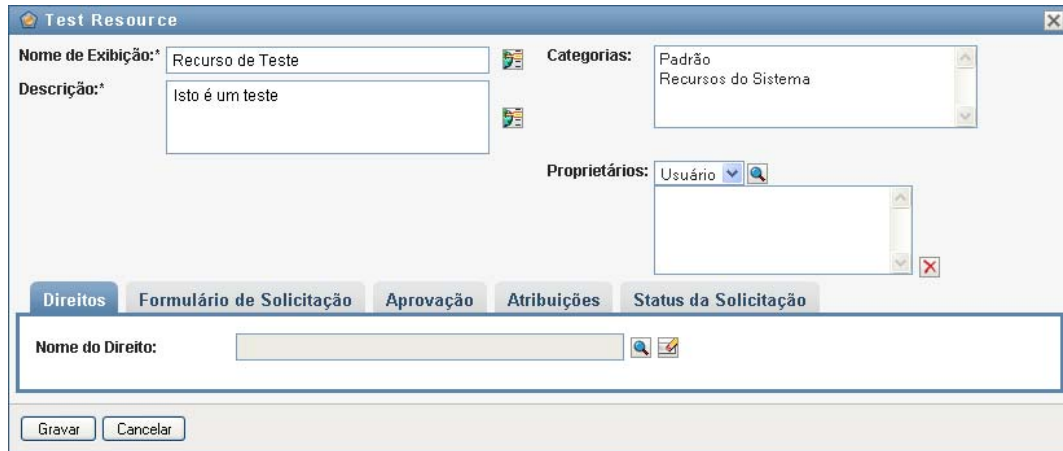 Test Resource
Nome de Exibição:* Recurso de Teste
Categorias: Padrão
Recursos do Sistema
Descrição:* Isto é um teste
Proprietários: Usuário
Direitos Formulário de Solicitação Aprovação Atribuições Status da Solicitação
Nome do Direito:
Gravar Cancelar